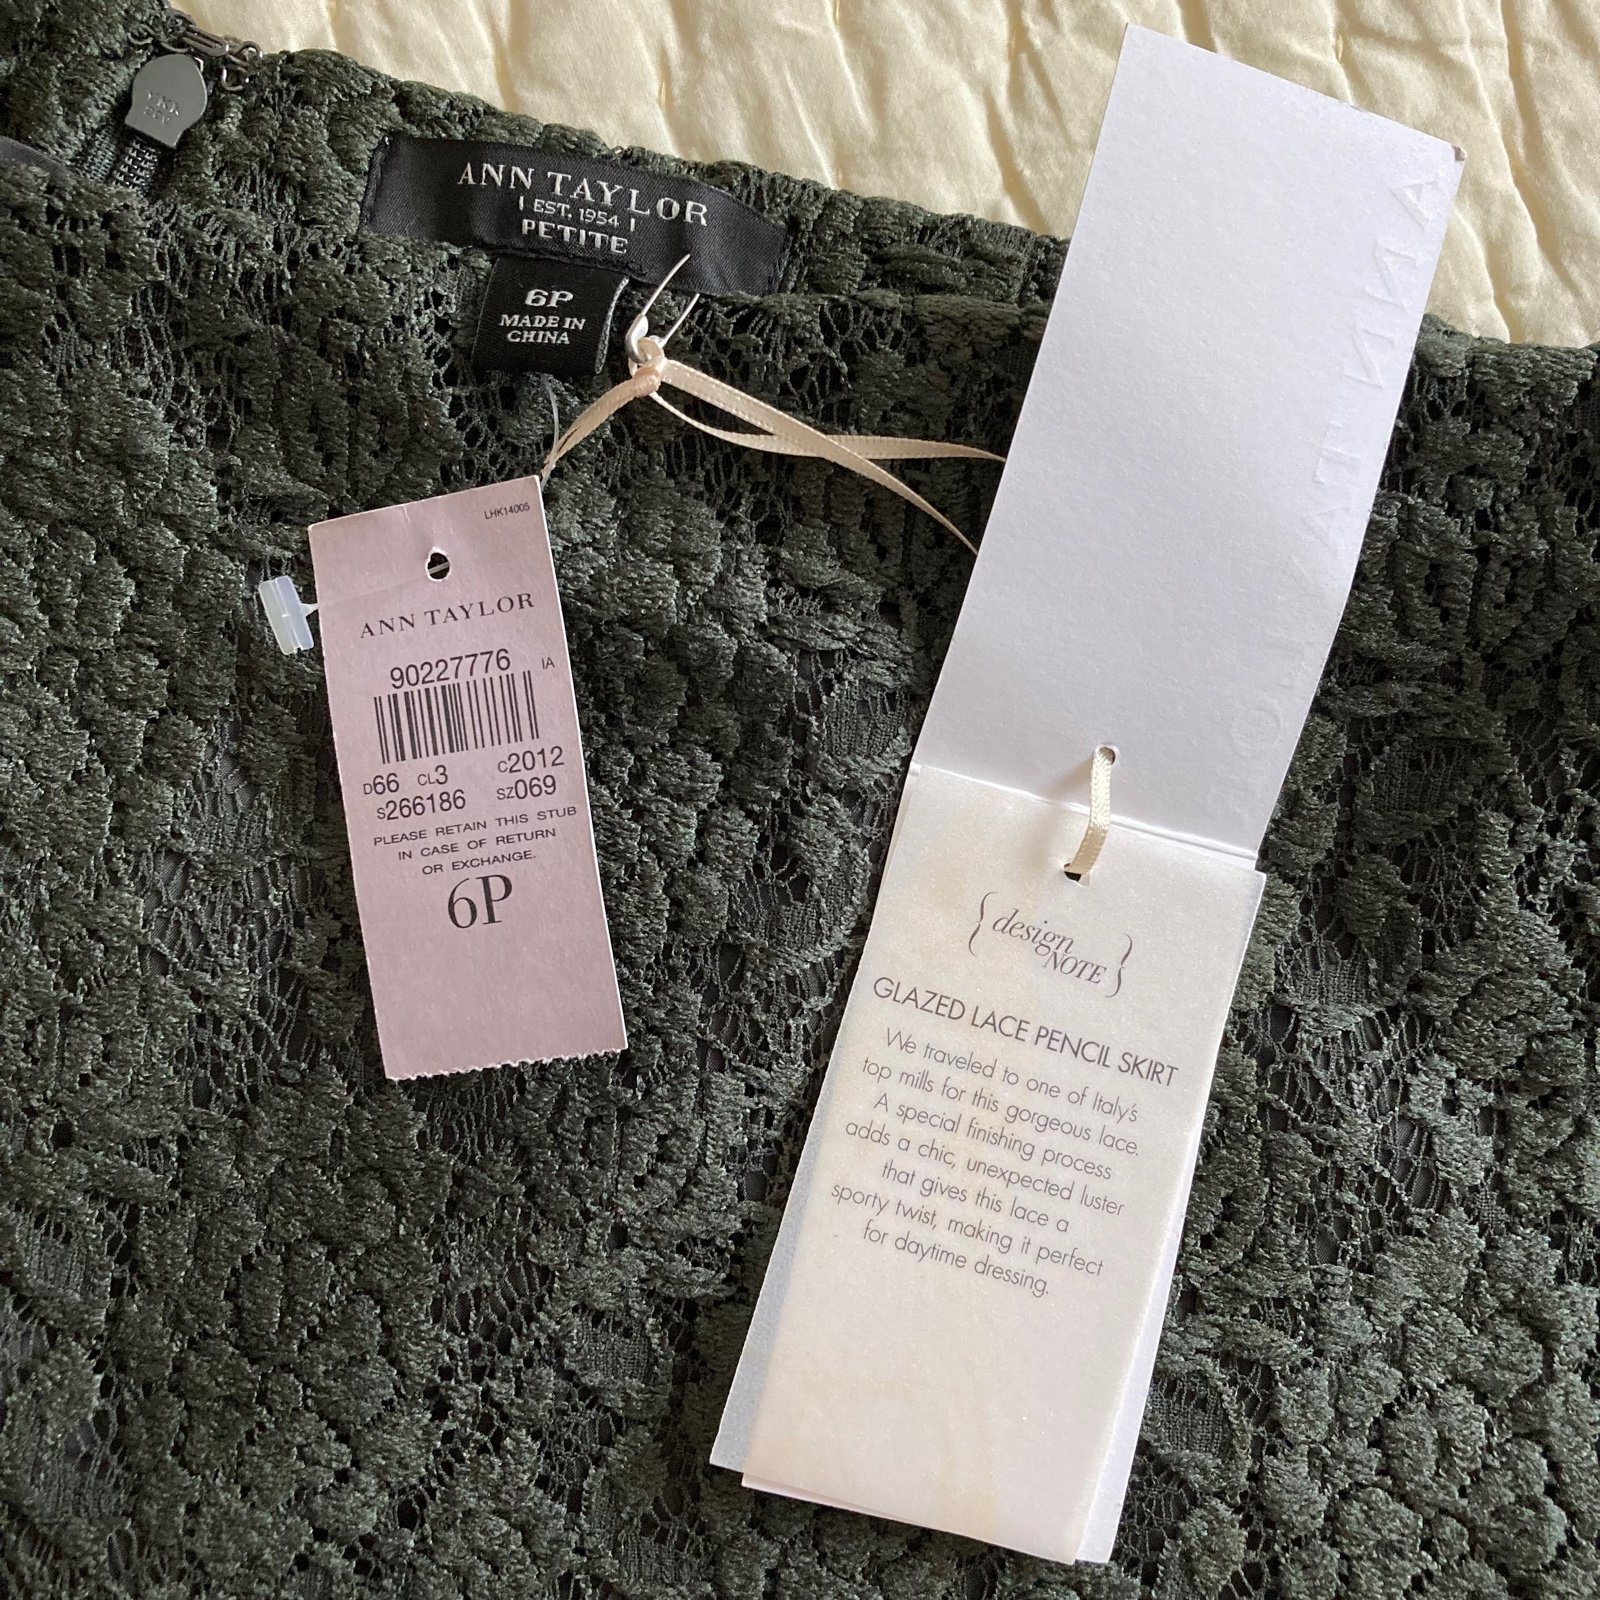 ANN TAYLOR
EST. 1954
PETITE
6P
MADE IN
CHINA
LHK14005
ANN TAYLOR
90227776 IA
D66 CL3 C2012
S266186 SZ069
PLEASE RETAIN THIS STUB
IN CASE OF RETURN
OR EXCHANGE.
6P
ANN TAYLOR
{design
NOTE}
GLAZED LACE PENCIL SKIRT
We traveled to one of Italy's
top mills for this gorgeous lace.
A special finishing process
adds a chic, unexpected luster
that gives this lace a
sporty twist, making it perfect
for daytime dressing.